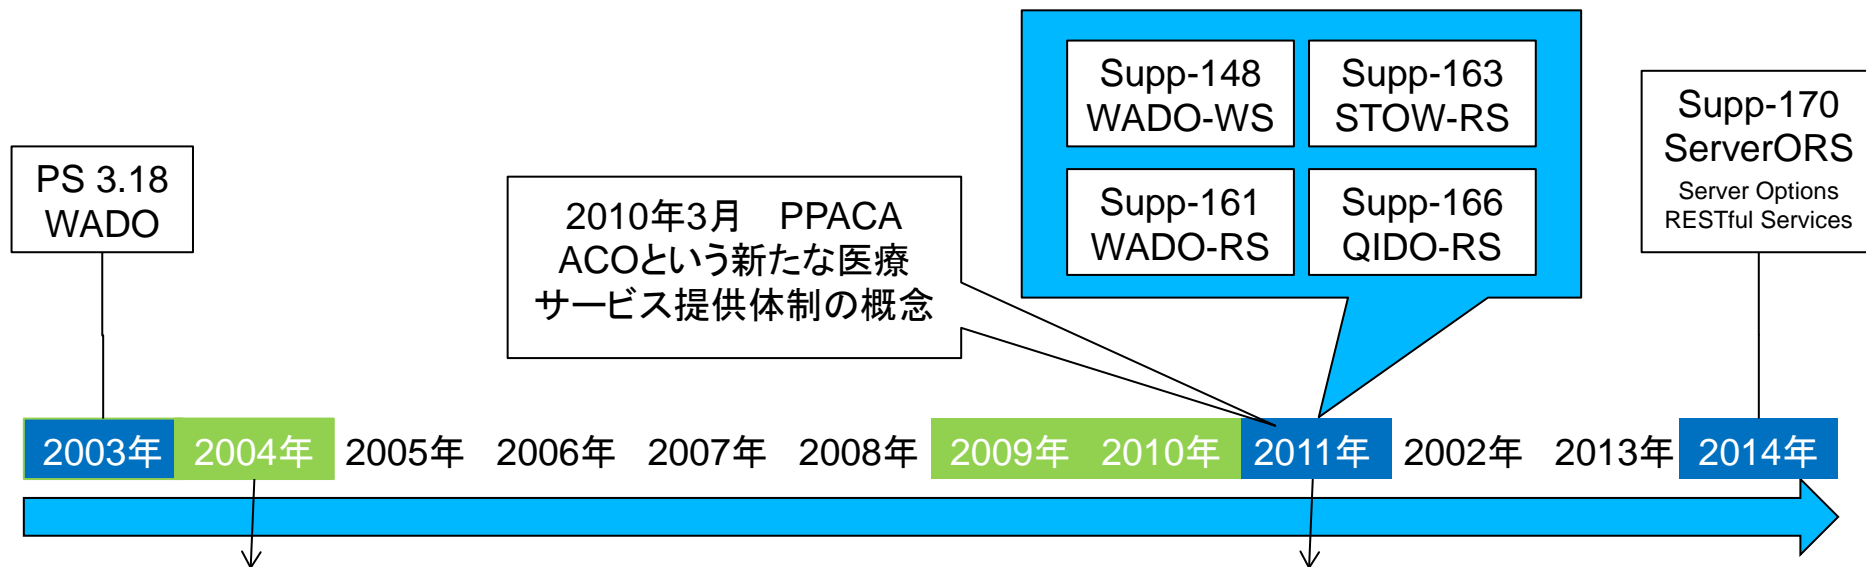 PS 3.18
WADO
2010年3月　PPACA
ACOという新たな医療
サービス提供体制の概念
Supp-148
WADO-WS
Supp-163
STOW-RS
Supp-161
WADO-RS
Supp-166
QIDO-RS
Supp-170
ServerORS
Server Options
RESTful Services
2003年 2004年 2005年 2006年 2007年 2008年 2009年 2010年 2011年 2002年 2013年 2014年